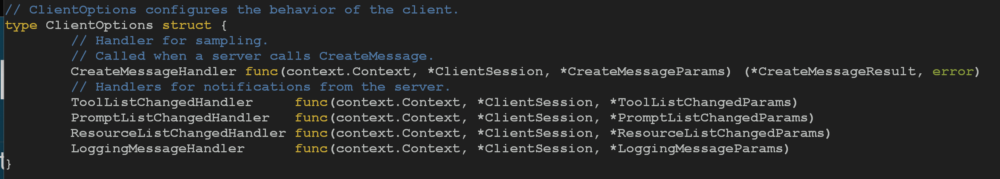 // ClientOptions configures the behavior of the client.
type ClientOptions struct {
        // Handler for sampling.
        // Called when a server calls CreateMessage.
        CreateMessageHandler func(context.Context, *ClientSession, *CreateMessageParams) (*CreateMessageResult, error)
        // Handlers for notifications from the server.
        ToolListChangedHandler     func(context.Context, *ClientSession, *ToolListChangedParams)
        PromptListChangedHandler   func(context.Context, *ClientSession, *PromptListChangedParams)
        ResourceListChangedHandler func(context.Context, *ClientSession, *ResourceListChangedParams)
        LoggingMessageHandler      func(context.Context, *ClientSession, *LoggingMessageParams)
}